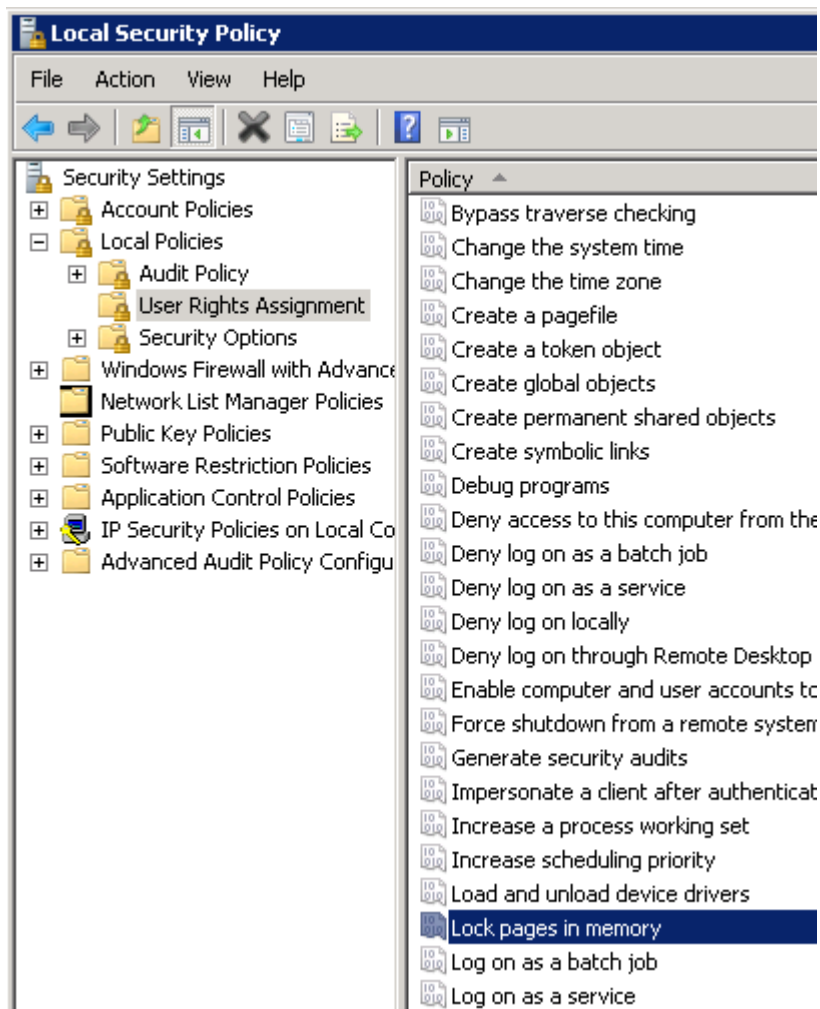 Local Security Policy
File Action View Help
Security Settings
Account Policies
Local Policies
Audit Policy
User Rights Assignment
Security Options
Windows Firewall with Advance
Network List Manager Policies
Public Key Policies
Software Restriction Policies
Application Control Policies
IP Security Policies on Local Co
Advanced Audit Policy Configu
Policy
Bypass traverse checking
Change the system time
Change the time zone
Create a pagefile
Create a token object
Create global objects
Create permanent shared objects
Create symbolic links
Debug programs
Deny access to this computer from the
Deny log on as a batch job
Deny log on as a service
Deny log on locally
Deny log on through Remote Desktop
Enable computer and user accounts to
Force shutdown from a remote system
Generate security audits
Impersonate a client after authenticat
Increase a process working set
Increase scheduling priority
Load and unload device drivers
Lock pages in memory
Log on as a batch job
Log on as a service